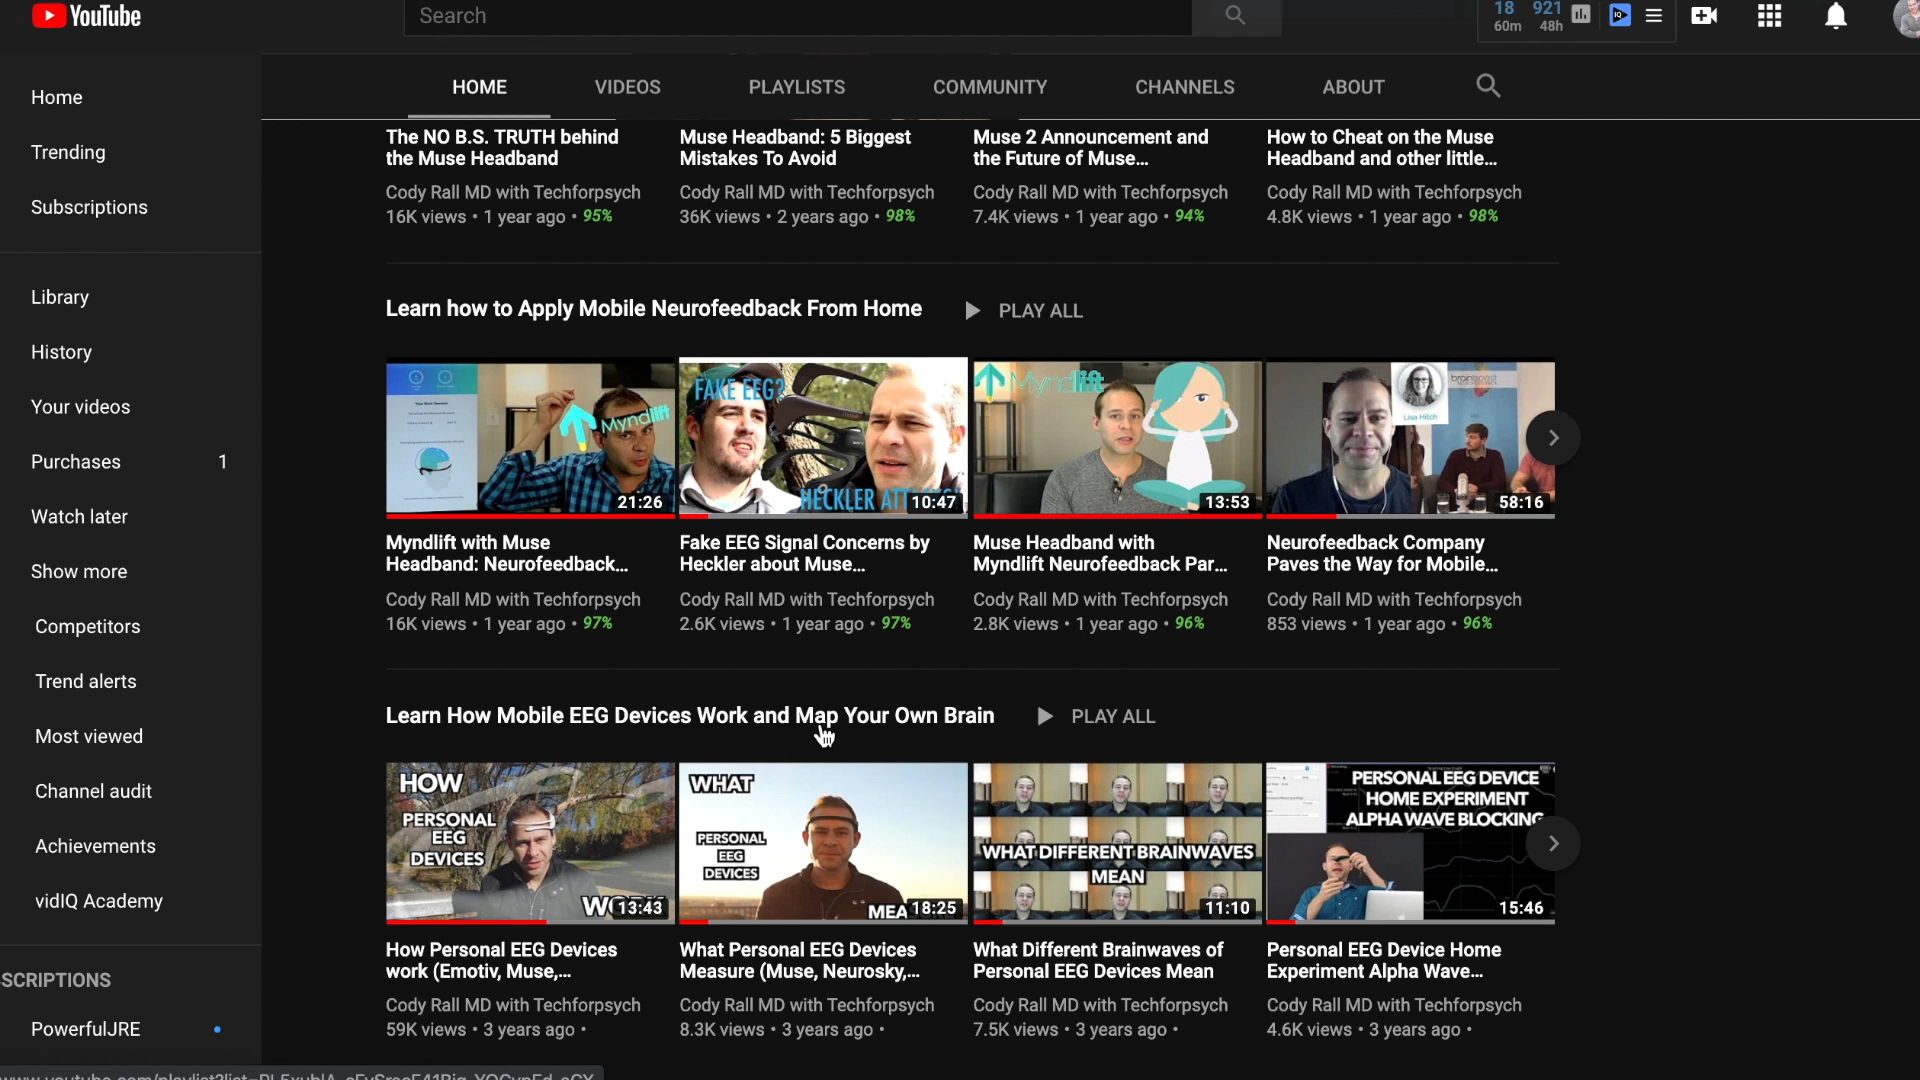 YouTube
Search
18 921
60m 48h
HOME VIDEOS PLAYLISTS COMMUNITY CHANNELS ABOUT
Home
Trending
Subscriptions
Library
History
Your videos
Purchases 1
Watch later
Show more
Competitors
Trend alerts
Most viewed
Channel audit
Achievements
vidIQ Academy
SCRIPTIONS
PowerfulJRE
The NO B.S. TRUTH behind
the Muse Headband
Cody Rall MD with Techforpsych
16K views • 1 year ago • 95%
Muse Headband: 5 Biggest
Mistakes To Avoid
Cody Rall MD with Techforpsych
36K views • 2 years ago • 98%
Muse 2 Announcement and
the Future of Muse...
Cody Rall MD with Techforpsych
7.4K views • 1 year ago • 94%
How to Cheat on the Muse
Headband and other little...
Cody Rall MD with Techforpsych
4.8K views • 1 year ago • 98%
Learn how to Apply Mobile Neurofeedback From Home PLAY ALL
Myndlift
21:26
FAKE EEG?
HECKLER
10:47
Myndlift
13:53
Lisa Hitch
58:16
Myndlift with Muse
Headband: Neurofeedback...
Cody Rall MD with Techforpsych
16K views • 1 year ago • 97%
Fake EEG Signal Concerns by
Heckler about Muse...
Cody Rall MD with Techforpsych
2.6K views • 1 year ago • 97%
Muse Headband with
Myndlift Neurofeedback Par...
Cody Rall MD with Techforpsych
2.8K views • 1 year ago • 96%
Neurofeedback Company
Paves the Way for Mobile...
Cody Rall MD with Techforpsych
853 views • 1 year ago • 96%
Learn How Mobile EEG Devices Work and Map Your Own Brain PLAY ALL
HOW
PERSONAL
EEG
DEVICES
13:43
WHAT
PERSONAL
EEG
DEVICES
18:25
WHAT DIFFERENT BRAINWAVES
MEAN
11:10
PERSONAL EEG DEVICE
HOME EXPERIMENT
ALPHA WAVE BLOCKING
15:46
How Personal EEG Devices
work (Emotiv, Muse,...
Cody Rall MD with Techforpsych
59K views • 3 years ago •
What Personal EEG Devices
Measure (Muse, Neurosky,...
Cody Rall MD with Techforpsych
8.3K views • 3 years ago •
What Different Brainwaves of
Personal EEG Devices Mean
Cody Rall MD with Techforpsych
7.5K views • 3 years ago •
Personal EEG Device Home
Experiment Alpha Wave...
Cody Rall MD with Techforpsych
4.6K views • 3 years ago •